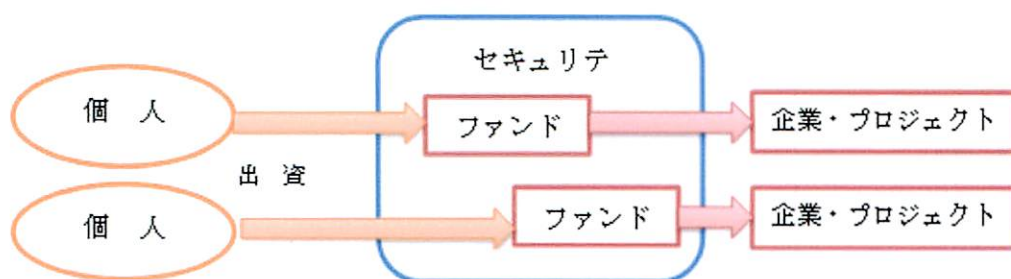 セキュリテ
個 人
ファンド
企業・プロジェクト
出 資
個 人
ファンド
企業・プロジェクト